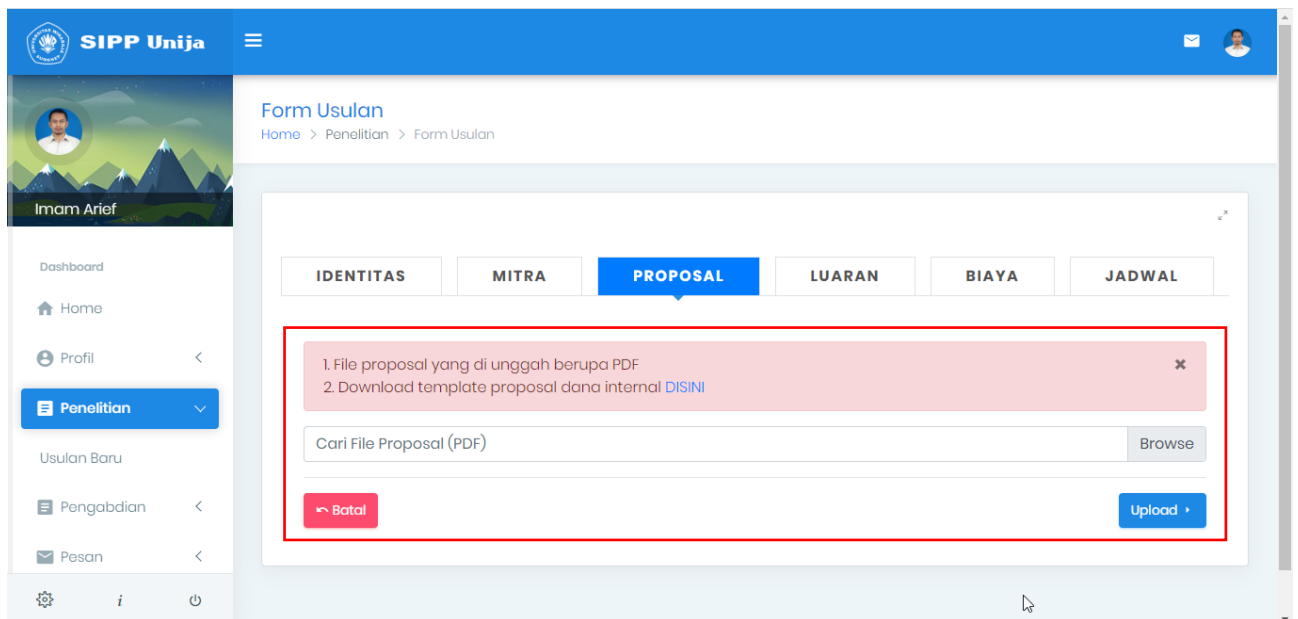 SIPP Unija
Form Usulan
Home > Penelitian > Form Usulan
Imam Arief
Dashboard
Home
Profil
Penelitian
Usulan Baru
Pengabdian
Pesan
i
IDENTITAS
MITRA
PROPOSAL
LUARAN
BIAYA
JADWAL
1. File proposal yang di unggah berupa PDF
2. Download template proposal dana internal DISINI
Cari File Proposal (PDF)
Browse
Batal
Upload